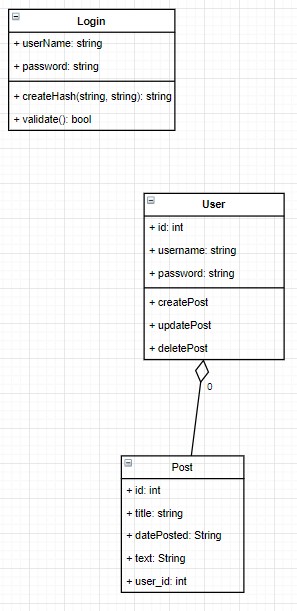 Login
+ userName: string
+ password: string
+ createHash(string, string): string
+ validate(): bool
User
+ id: int
+ username: string
+ password: string
+ createPost
+ updatePost
+ deletePost
0
Post
+ id: int
+ title: string
+ datePosted: String
+ text: String
+ user_id: int